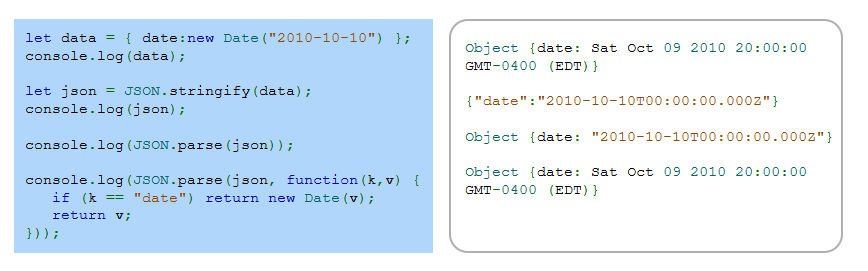 let data = { date:new Date("2010-10-10") };
console.log(data);
let json = JSON.stringify(data);
console.log(json);
console.log(JSON.parse(json));
console.log(JSON.parse(json, function(k,v) {
if (k == "date") return new Date(v);
return v;
}));
Object {date: Sat Oct 09 2010 20:00:00
GMT-0400 (EDT)}
{"date":"2010-10-10T00:00:00.000Z"}
Object {date: "2010-10-10T00:00:00.000Z"}
Object {date: Sat Oct 09 2010 20:00:00
GMT-0400 (EDT)}